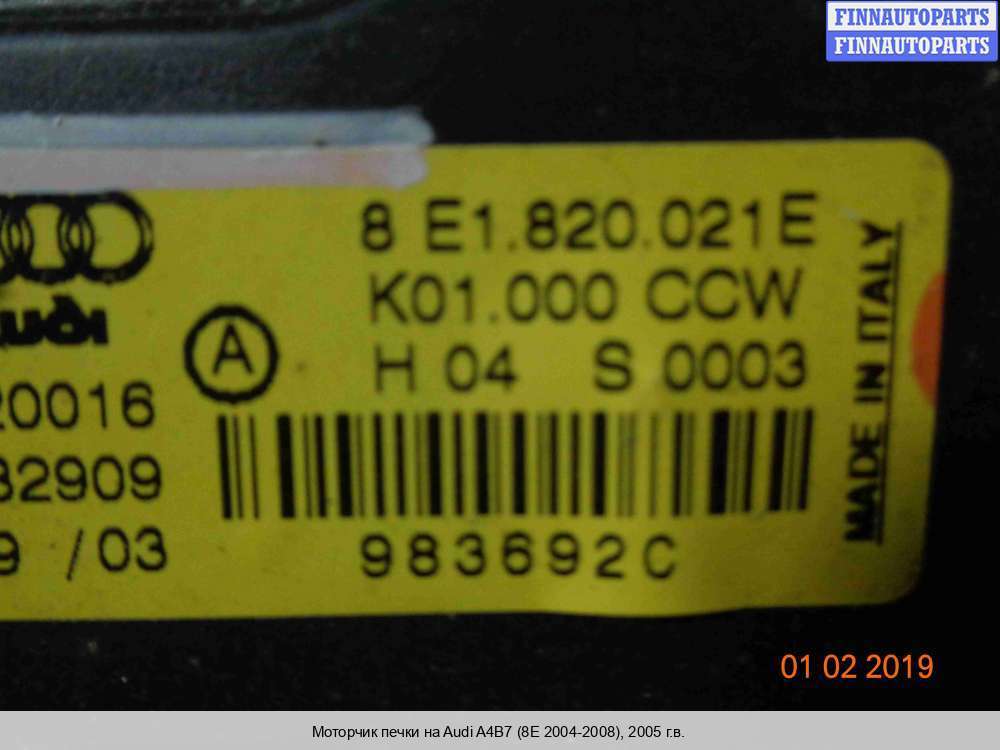 FINNAUTOPARTS
FINNAUTOPARTS
8 E1.820.021E
K01.000 CCW
A
H 04 S 0003
20016
32909
9 /03
983692C
MADE IN ITALY
01 02 2019
Моторчик печки на Audi A4B7 (8E 2004-2008), 2005 г.в.